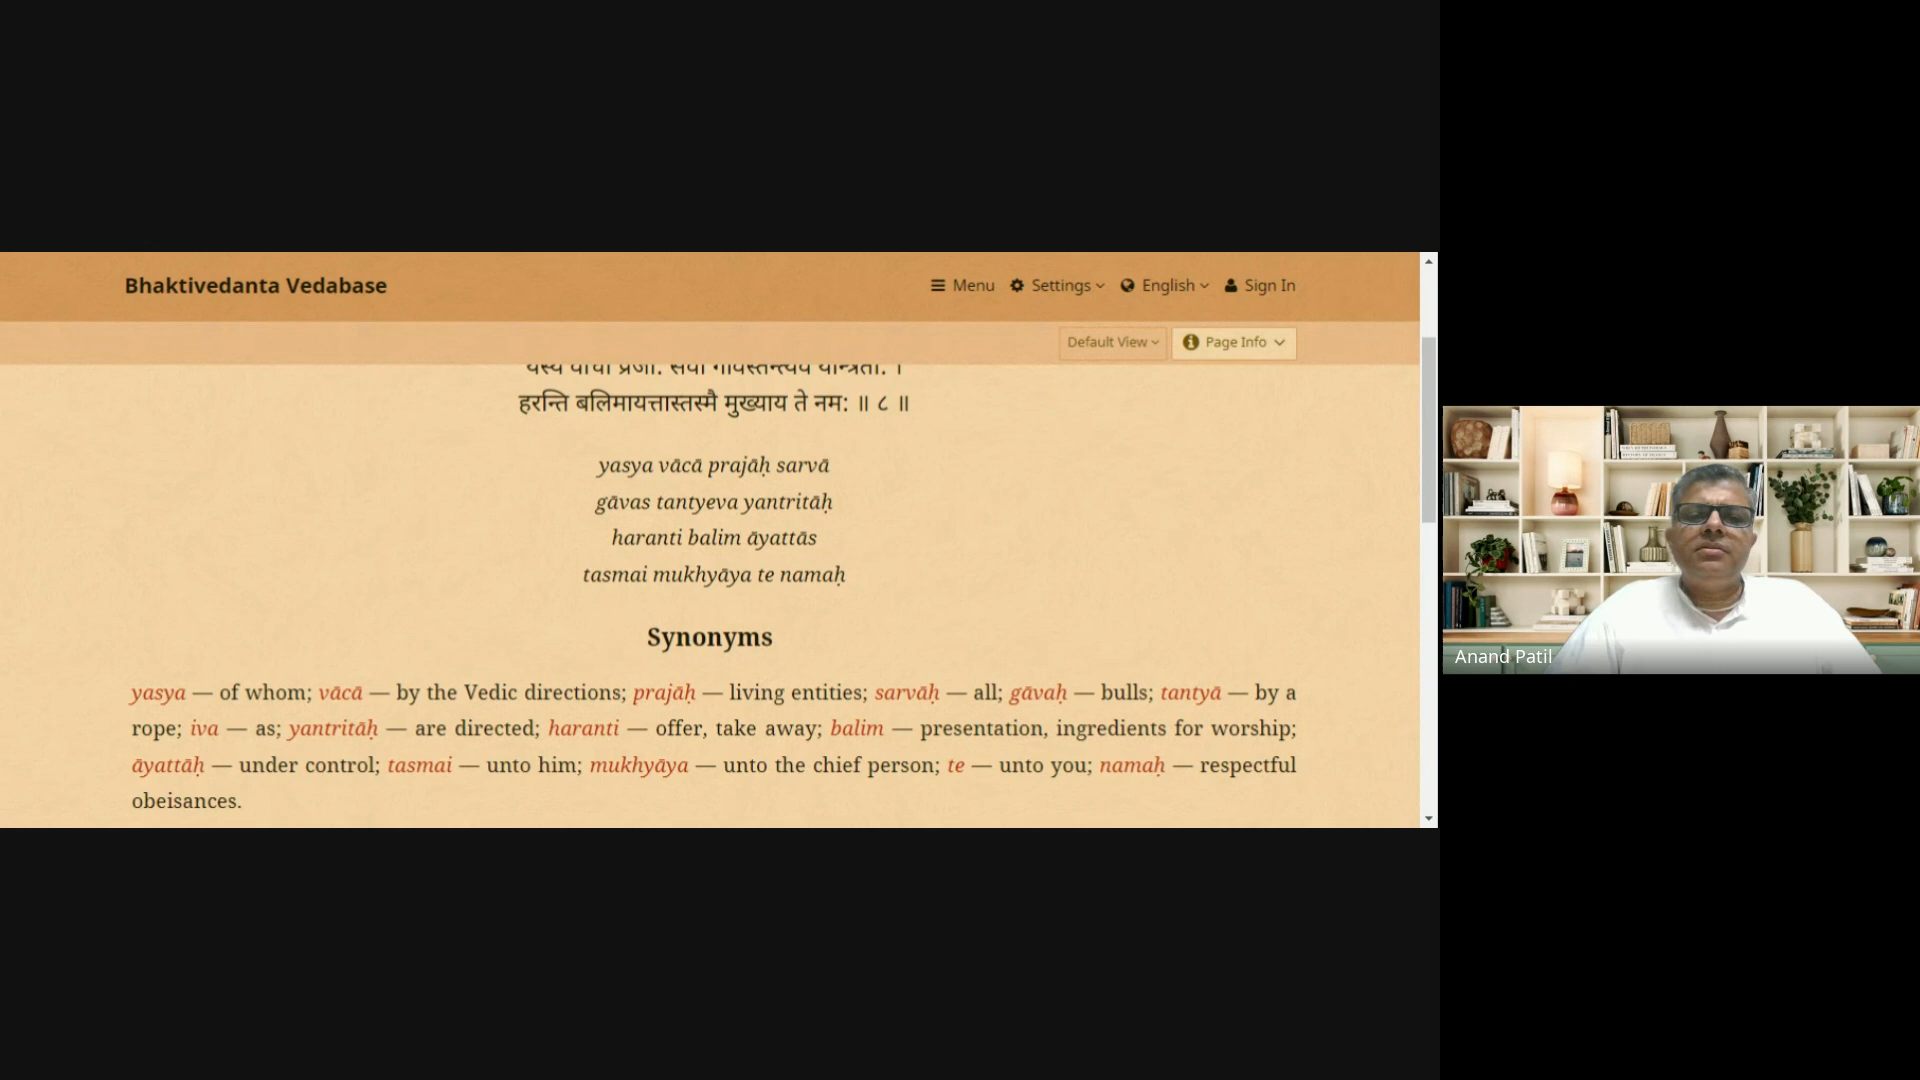 Bhaktivedanta Vedabase
Menu Settings English Sign In
Default View Page Info
हरन्ति बलिमायत्तास्तस्मै मुख्याय ते नम: ॥ ८ ॥
yasya vācā prajāḥ sarvā
gāvas tantyeva yantritāḥ
haranti balim āyattās
tasmai mukhyāya te namaḥ
Synonyms
yasya — of whom; vācā — by the Vedic directions; prajāḥ — living entities; sarvāḥ — all; gāvaḥ — bulls; tantyā — by a
rope; iva — as; yantritāḥ — are directed; haranti — offer, take away; balim — presentation, ingredients for worship;
āyattāḥ — under control; tasmai — unto him; mukhyāya — unto the chief person; te — unto you; namaḥ — respectful
obeisances.
Anand Patil